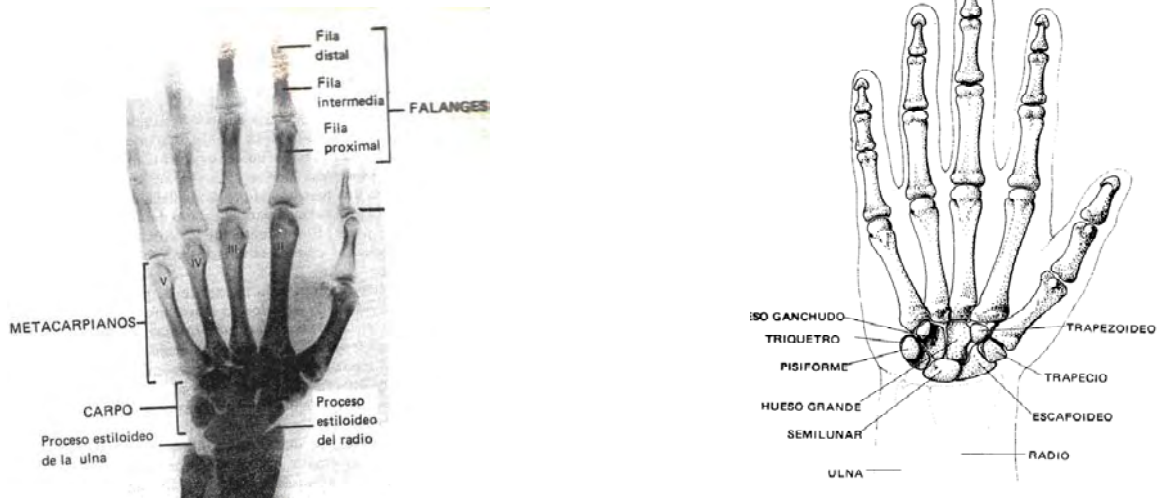 Fila
distal
Fila
intermedia
FALANGES
Fila
proximal
III
II
IV
V
METACARPIANOS
CARPO
Proceso estiloideo
de la ulna
Proceso
estiloideo
del radio
SO GANCHUDO
TRIQUETRO
PISIFORME
HUESO GRANDE
SEMILUNAR
ULNA
TRAPEZOIDEO
TRAPECIO
ESCAFOIDEO
RADIO